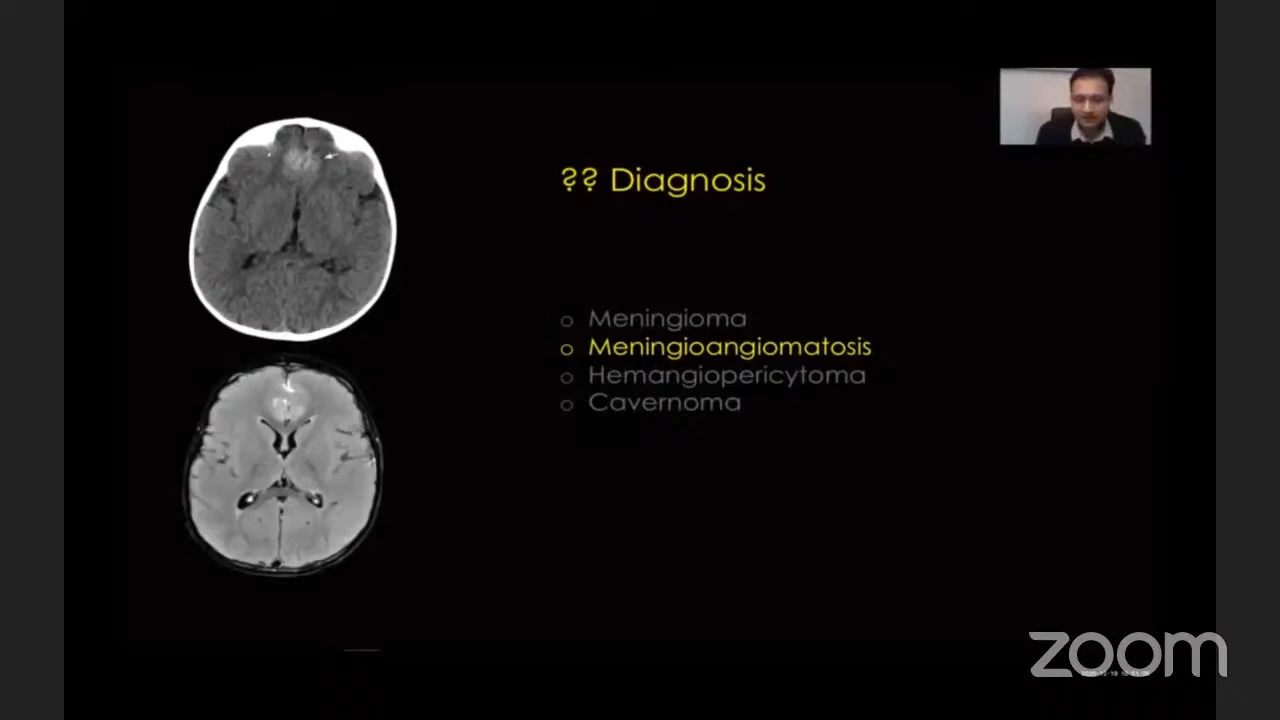 ?? Diagnosis
Meningioma
Meningioangiomatosis
Hemangiopericytoma
Cavernoma
zoom